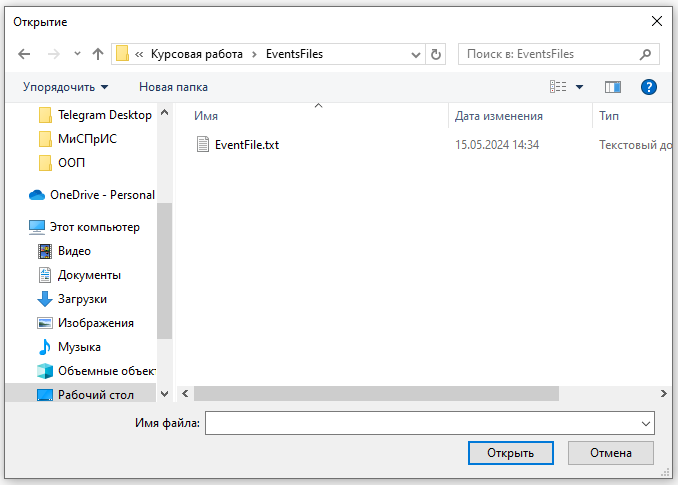 Открытие
« Курсовая работа › EventsFiles
Поиск в: EventsFiles
Упорядочить
Новая папка
Имя
Дата изменения
Тип
EventFile.txt
15.05.2024 14:34
Текстовый до
Telegram Desktop
МиСПрИС
ООП
OneDrive - Personal
Этот компьютер
Видео
Документы
Загрузки
Изображения
Музыка
Объемные объект
Рабочий стол
Имя файла:
Открыть
Отмена